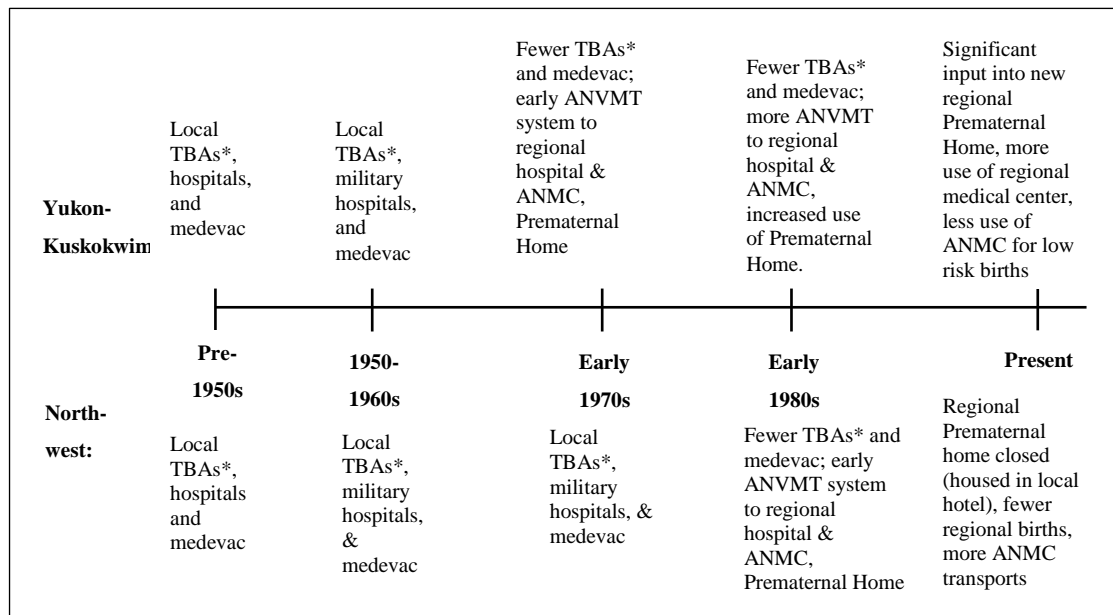 Local
TBAs*,
hospitals,
and
medevac
Local
TBAs*,
military
hospitals,
and
medevac
Fewer TBAs*
and medevac;
early ANVMT
system to
regional
hospital &
ANMC,
Prematernal
Home
Fewer TBAs*
and medevac;
more ANVMT
to regional
hospital &
ANMC,
increased use
of Prematernal
Home.
Significant
input into new
regional
Prematernal
Home, more
use of regional
medical center,
less use of
ANMC for low
risk births
Yukon-
Kuskokwim
Pre-
1950s
1950-
1960s
Early
1970s
Early
1980s
Present
North-
west:
Local
TBAs*,
hospitals
and
medevac
Local
TBAs*,
military
hospitals,
&
medevac
Local
TBAs*,
military
hospitals, &
medevac
Fewer TBAs* and
medevac; early
ANVMT system
to regional
hospital &
ANMC,
Prematernal Home
Regional
Prematernal
home closed
(housed in local
hotel), fewer
regional births,
more ANMC
transports